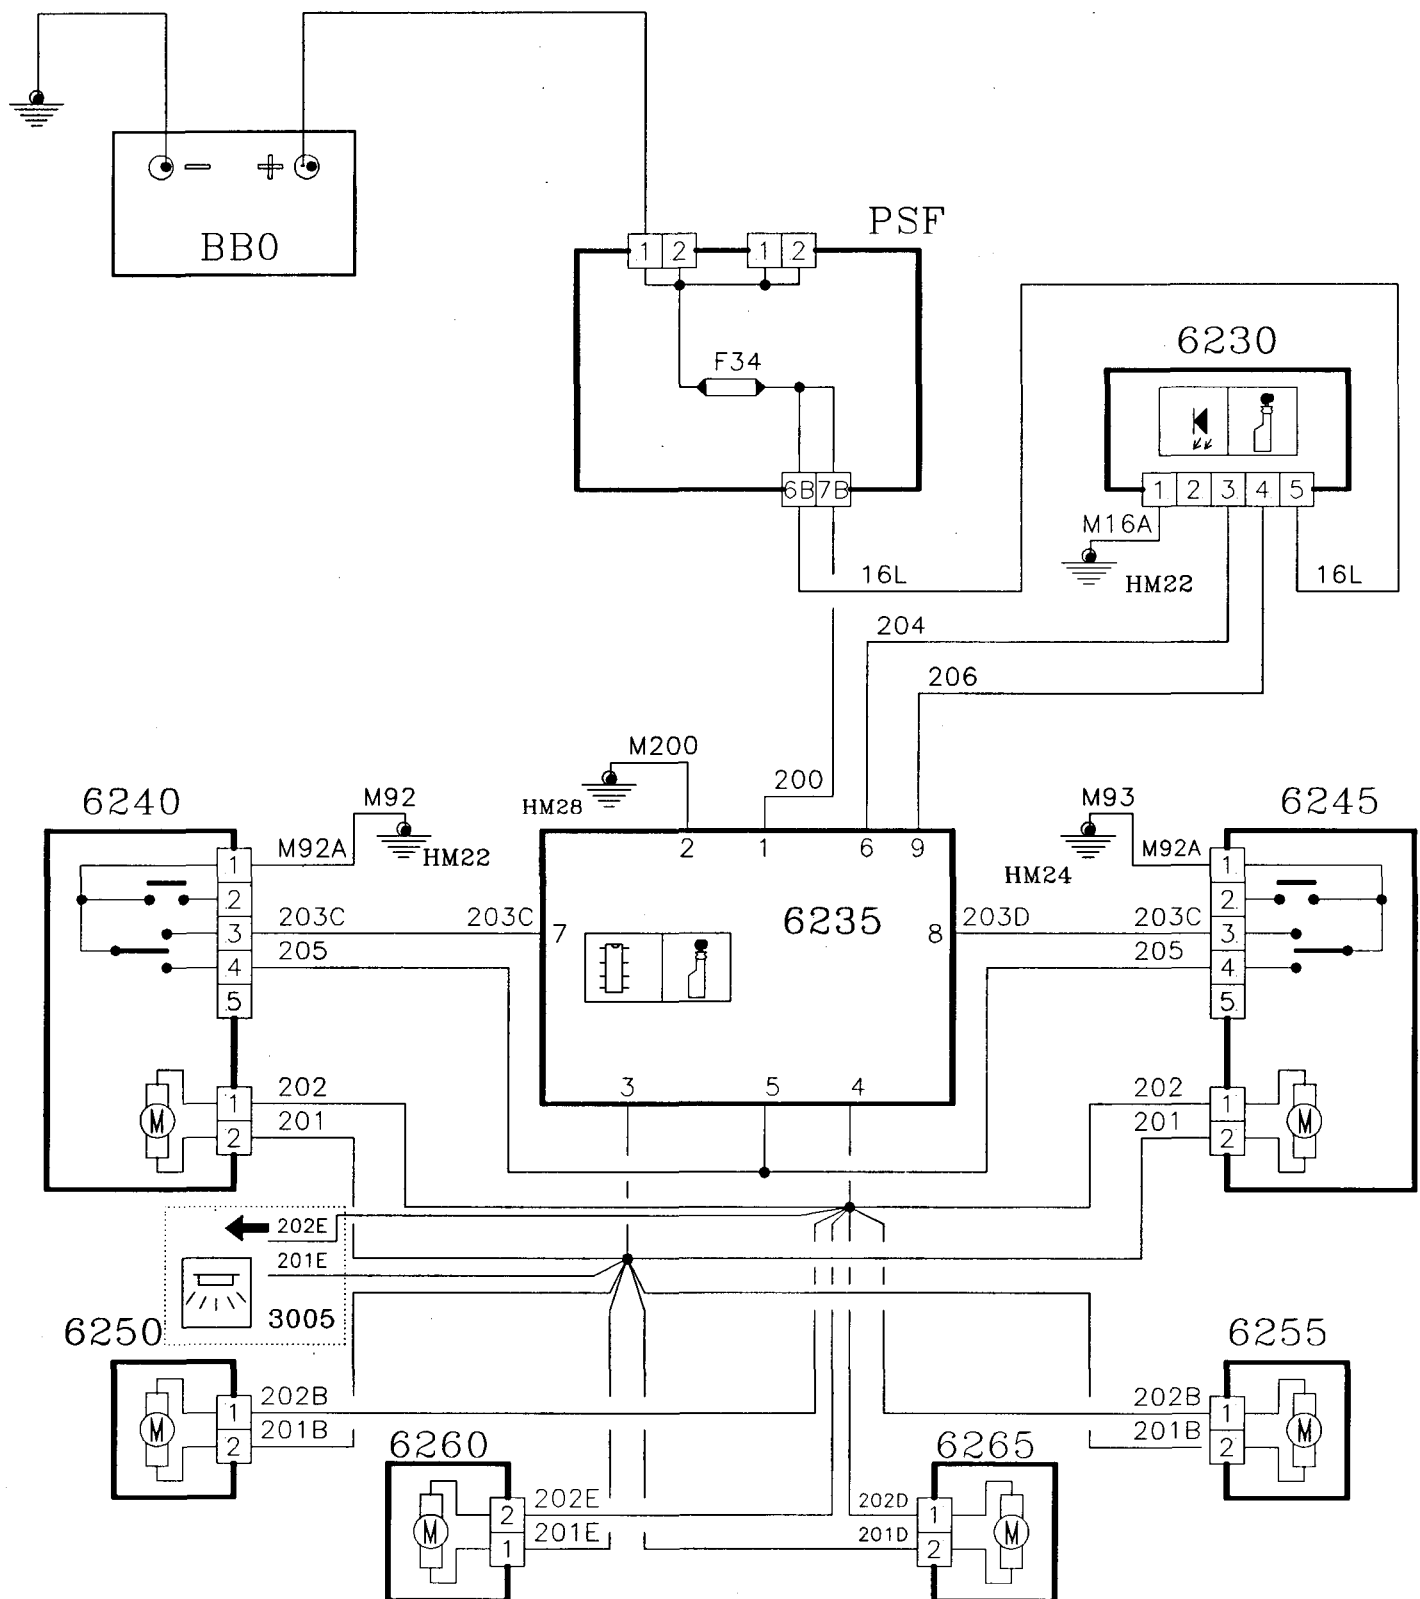 − +
BB0
PSF
1 2 1 2
F34
6B 7B
6230
1 2 3 4 5
M16A
HM22
16L
16L
204
206
M200
HM28
200
6240
M92
M92A
HM22
1
2
3
4
5
203C
203C
205
2 1 6 9
6235
7
8
3 5 4
M93
6245
M92A
HM24
203D
203C
205
1
2
3
4
5
M
202
201
1
2
202
201
1
2
M
202E
201E
3005
6250
M
1
2
202B
201B
6255
202B
201B
1
2
M
6260
M
2
1
202E
201E
6265
202D
201D
1
2
M